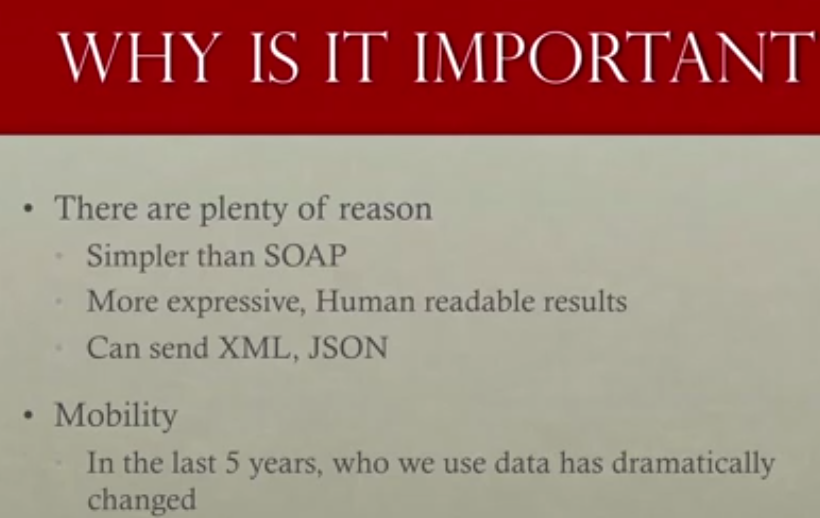 WHY IS IT IMPORTANT
• There are plenty of reason
• Simpler than SOAP
• More expressive, Human readable results
• Can send XML, JSON
• Mobility
• In the last 5 years, who we use data has dramatically
changed